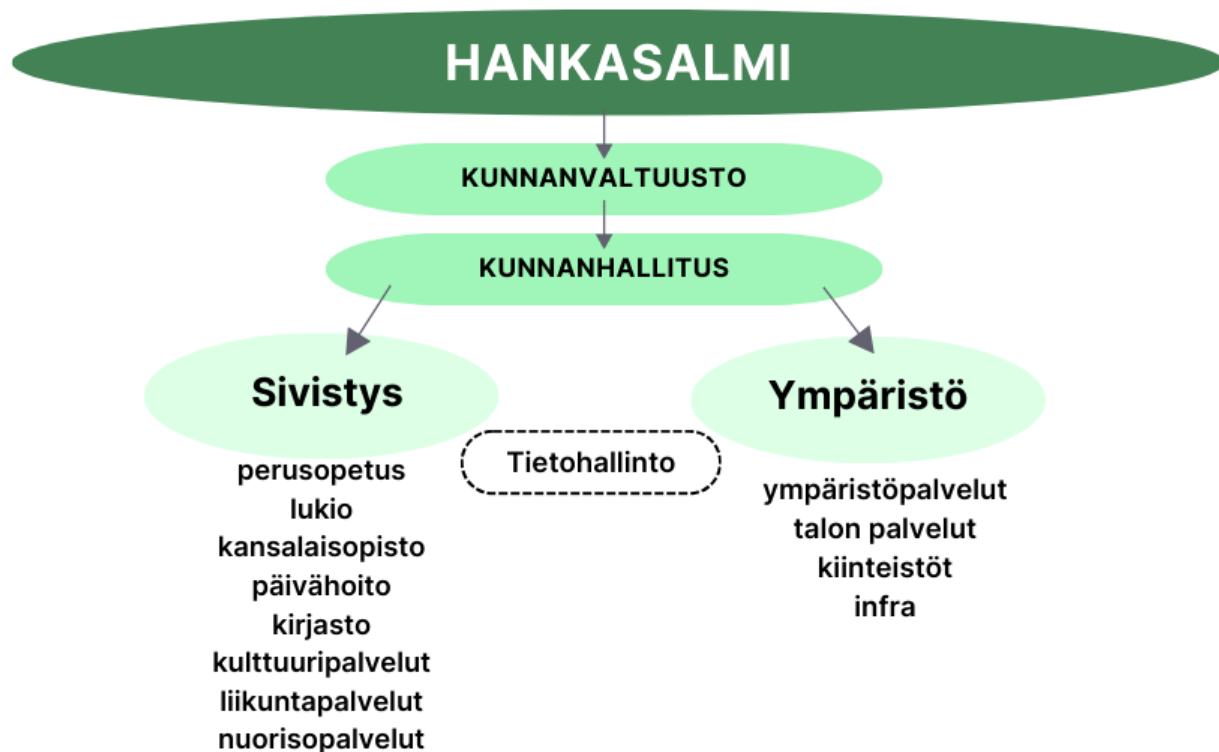 HANKASALMI
KUNNANVALTUUSTO
KUNNANHALLITUS
Sivistys
perusopetus
lukio
kansalaisopisto
päivähoito
kirjasto
kulttuuripalvelut
liikuntapalvelut
nuorisopalvelut
Tietohallinto
Ympäristö
ympäristöpalvelut
talon palvelut
kiinteistöt
infra